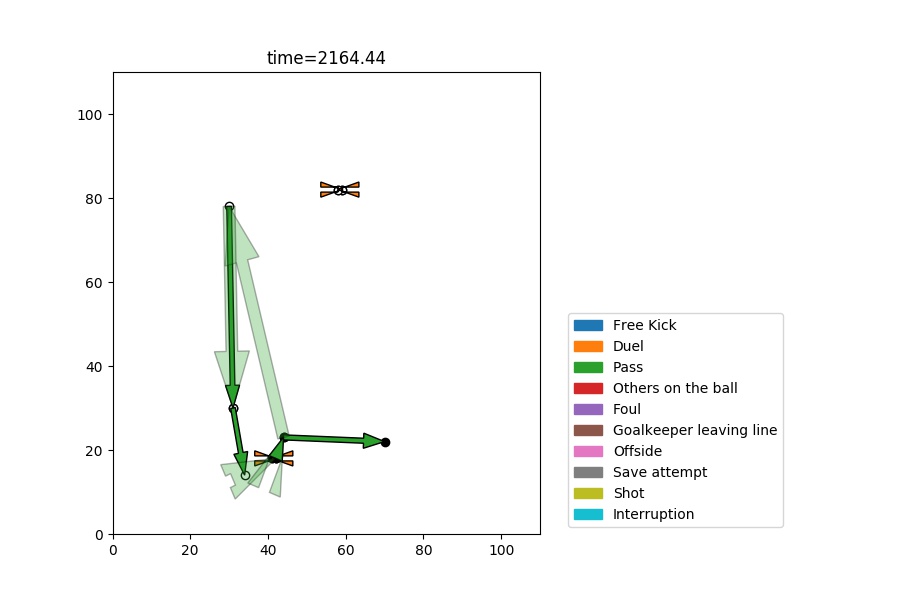 time=2164.44
100
80
60
40
20
0
0 20 40 60 80 100
Free Kick
Duel
Pass
Others on the ball
Foul
Goalkeeper leaving line
Offside
Save attempt
Shot
Interruption